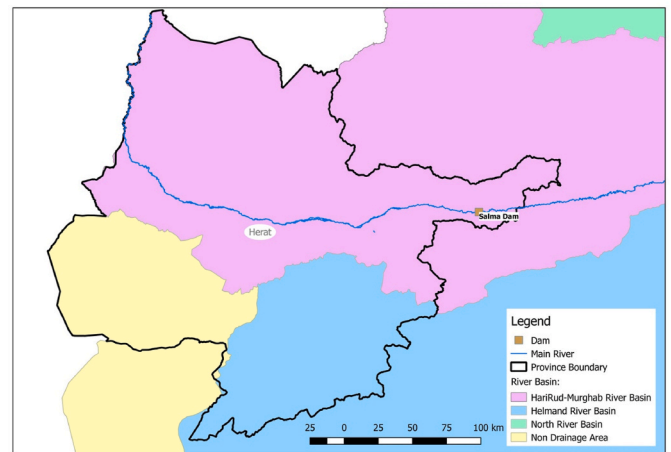 Salma Dam
Herat
Legend
Dam
Main River
Province Boundary
River Basin:
HariRud-Murghab River Basin
Helmand River Basin
North River Basin
Non Drainage Area
25 0 25 50 75 100 km